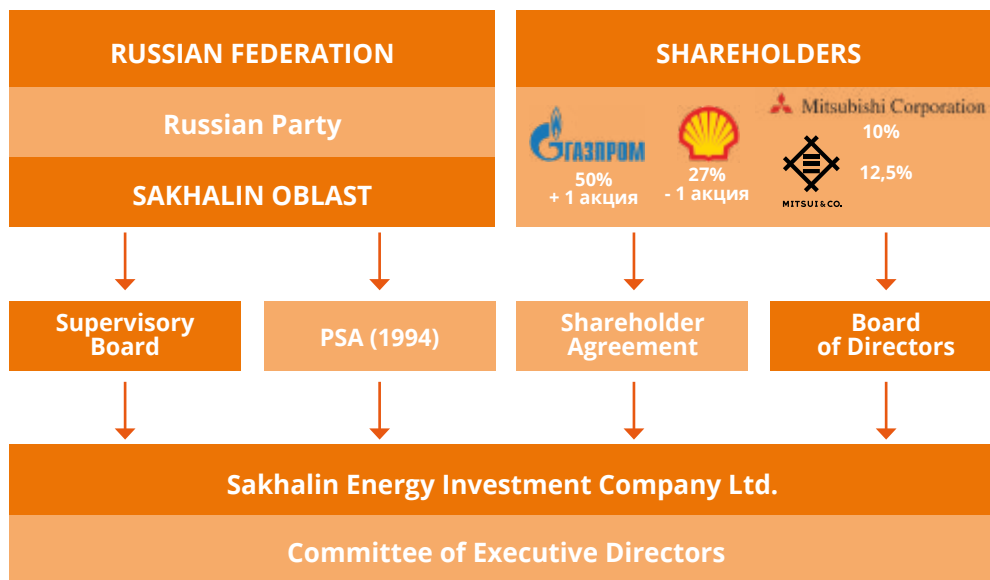 RUSSIAN FEDERATION
Russian Party
SAKHALIN OBLAST
SHAREHOLDERS
ГАЗПРОМ
50%
+ 1 акция
27%
- 1 акция
Mitsubishi Corporation
10%
12,5%
MITSUI & CO.
Supervisory
Board
PSA (1994)
Shareholder
Agreement
Board
of Directors
Sakhalin Energy Investment Company Ltd.
Committee of Executive Directors